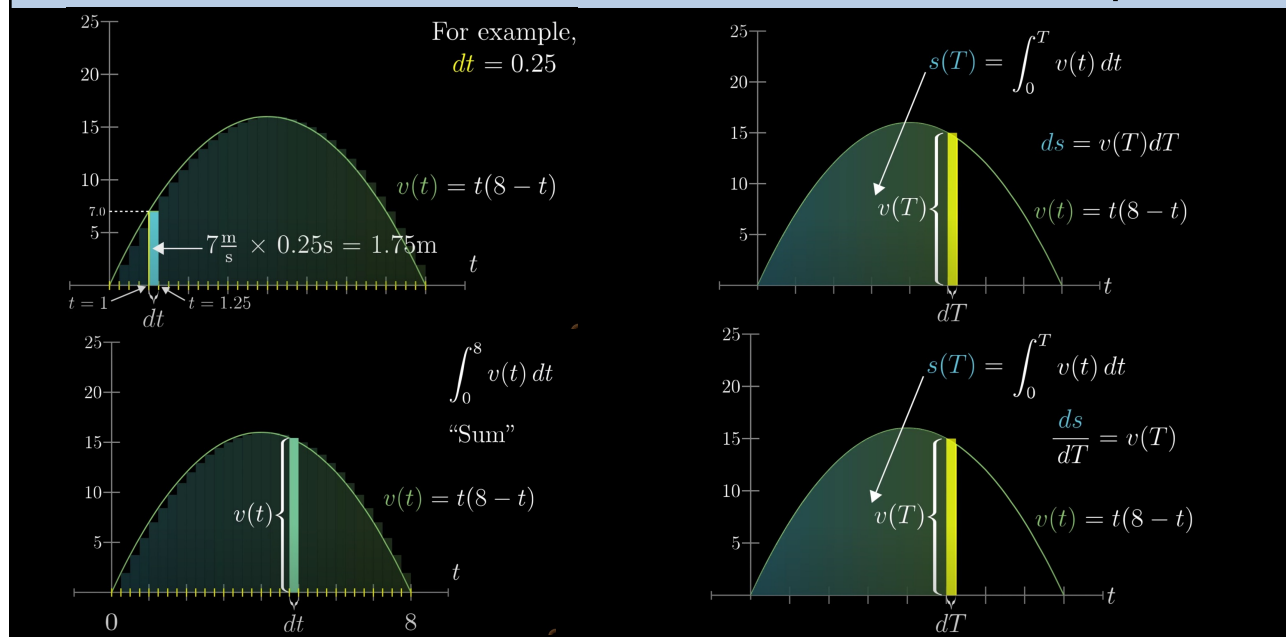 25
For example,
dt = 0.25
20
15
10
v(t) = t(8 − t)
7.0
5
7 m/s × 0.25s = 1.75m
t
t = 1
t = 1.25
dt
25
s(T) = ∫₀ᵀ v(t) dt
20
15
ds = v(T)dT
10
v(T)
v(t) = t(8 − t)
5
t
dT
25
∫₀⁸ v(t) dt
20
“Sum”
15
10
v(t) = t(8 − t)
v(t)
5
t
0
dt
8
25
s(T) = ∫₀ᵀ v(t) dt
20
ds/dT = v(T)
15
10
v(T)
v(t) = t(8 − t)
5
t
dT